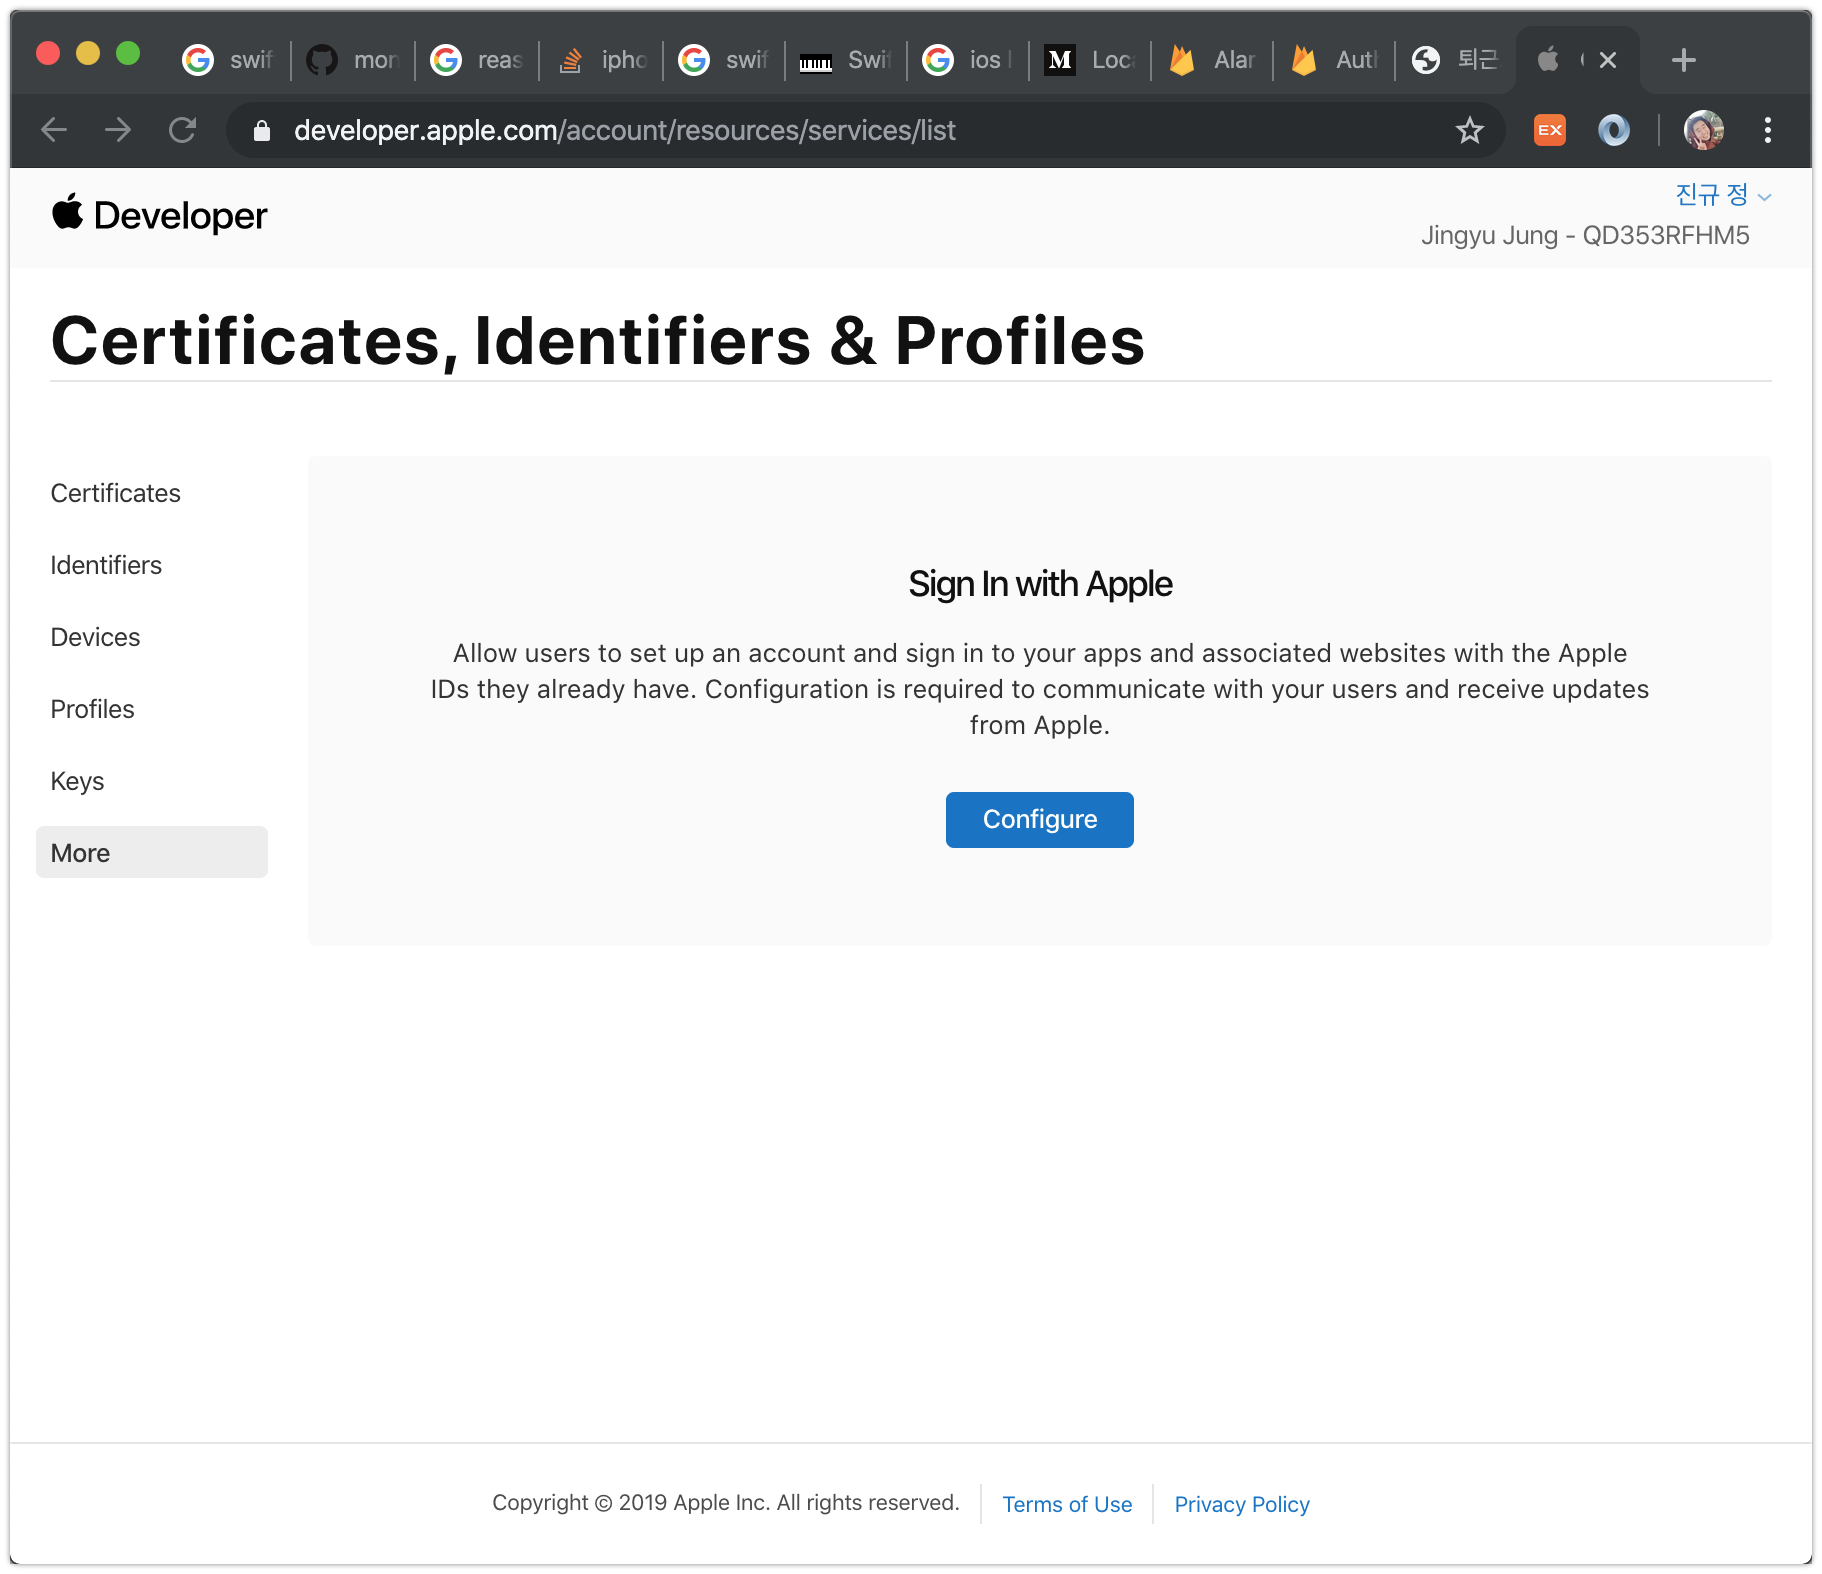 swif
mon
reas
ipho
swif
Swi
ios
M
Loc
Alar
Aut
퇴근
developer.apple.com/account/resources/services/list
EX
Developer
진규 정
Jingyu Jung - QD353RFHM5
Certificates, Identifiers & Profiles
Certificates
Identifiers
Devices
Profiles
Keys
More
Sign In with Apple
Allow users to set up an account and sign in to your apps and associated websites with the Apple
IDs they already have. Configuration is required to communicate with your users and receive updates
from Apple.
Configure
Copyright © 2019 Apple Inc. All rights reserved.
Terms of Use
Privacy Policy